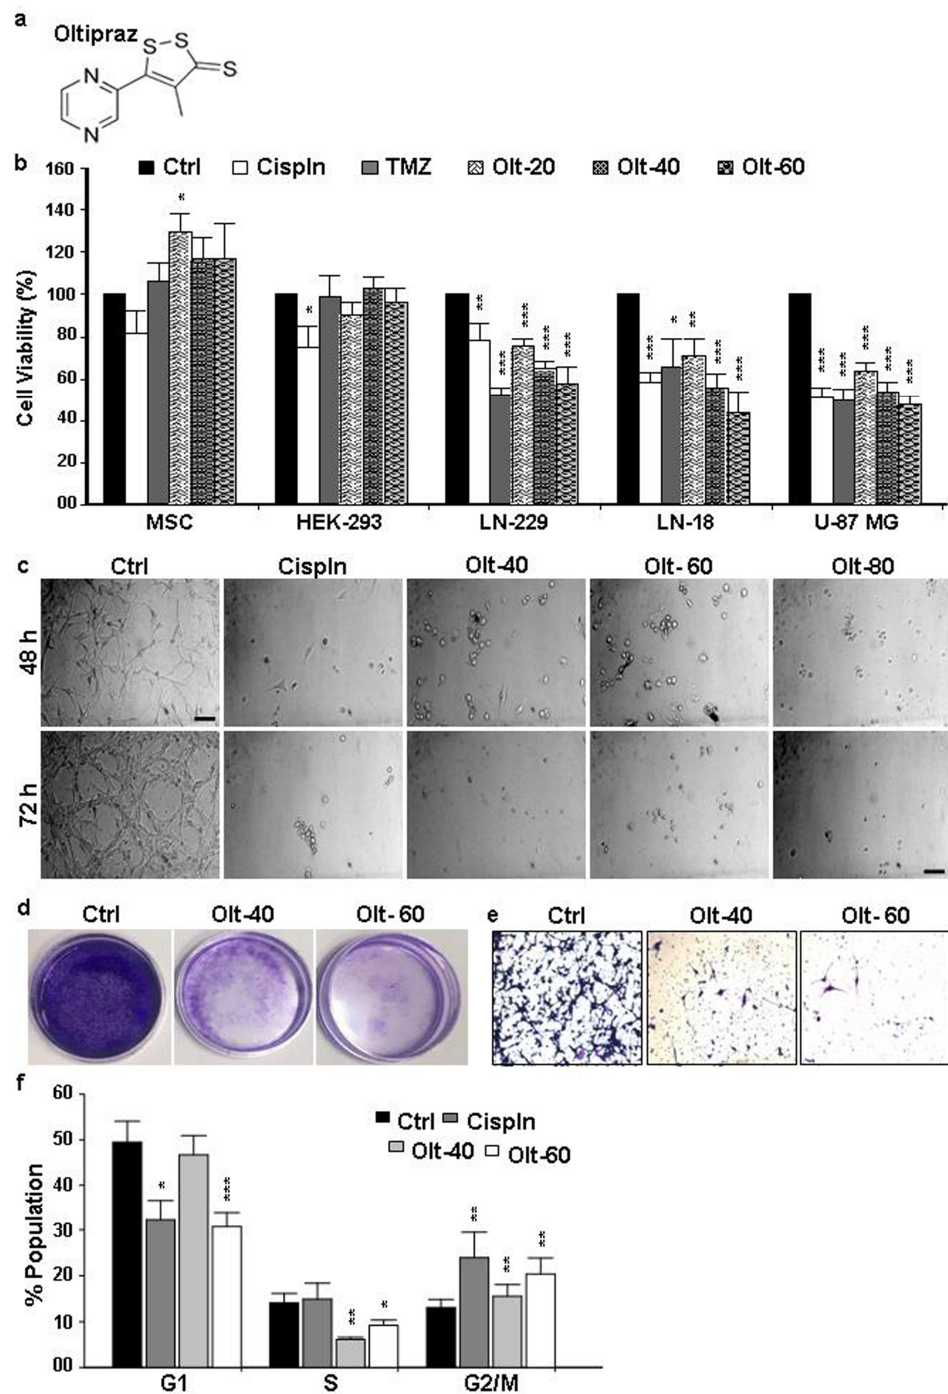 a
Oltipraz
S S
S
N
N
b
160 Ctrl Cispln TMZ Olt-20 Olt-40 Olt-60
140
120
100
80
60
40
20
00
Cell Viability (%)
*
*
** *** *** *** ***
*** * ** *** ***
*** *** *** *** ***
MSC HEK-293 LN-229 LN-18 U-87 MG
c Ctrl Cispln Olt-40 Olt-60 Olt-80
48 h
72 h
d Ctrl Olt-40 Olt-60
e Ctrl Olt-40 Olt-60
f
60
50
40
30
20
10
00
% Population
Ctrl Cispln
Olt-40 Olt-60
* ***
** *
** ** **
G1 S G2/M